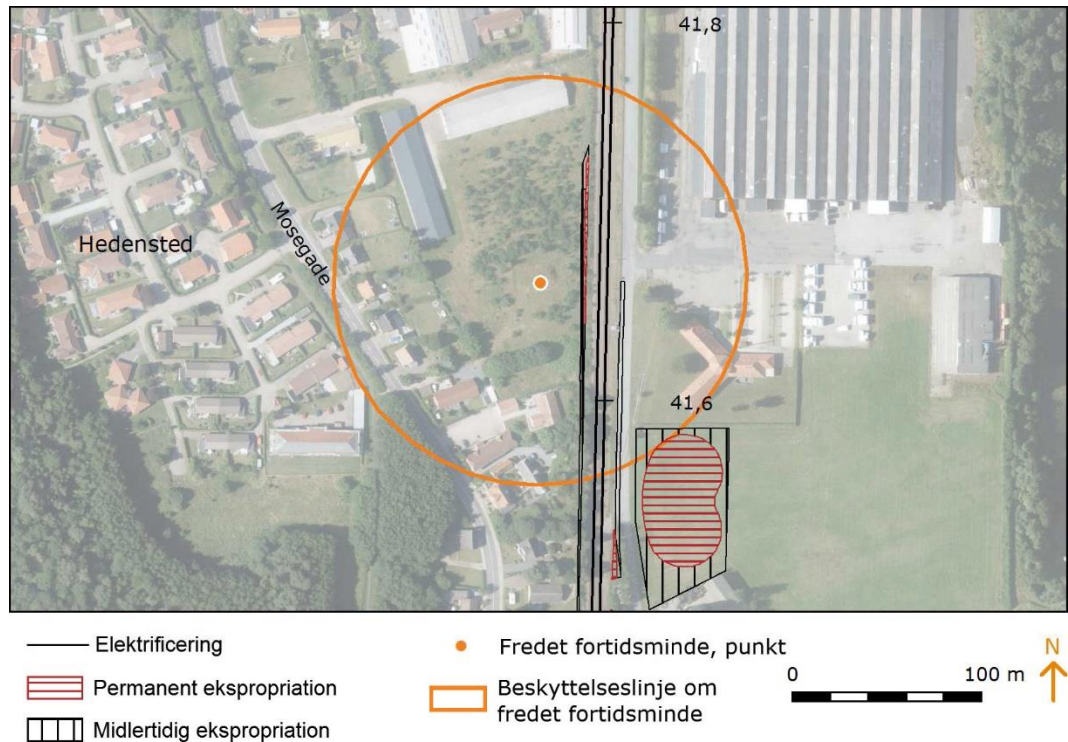 41,8
Hedensted
Mosegade
41,6
Elektrificering
Permanent ekspropriation
Midlertidig ekspropriation
Fredet fortidsminde, punkt
Beskyttelseslinje om
fredet fortidsminde
0 100 m
N